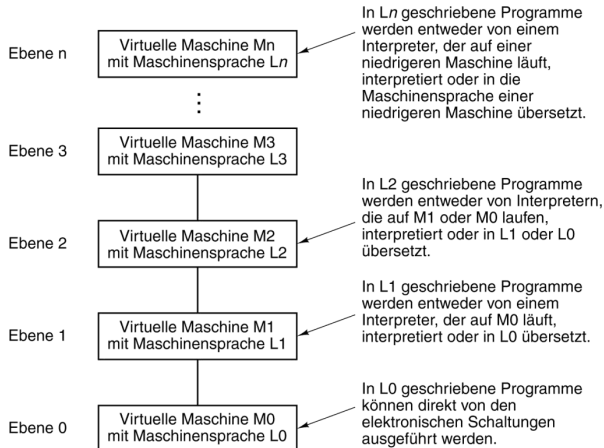 Ebene n
Virtuelle Maschine Mn
mit Maschinensprache Ln
In Ln geschriebene Programme
werden entweder von einem
Interpreter, der auf einer
niedrigeren Maschine läuft,
interpretiert oder in die
Maschinensprache einer
niedrigeren Maschine übersetzt.
Ebene 3
Virtuelle Maschine M3
mit Maschinensprache L3
Ebene 2
Virtuelle Maschine M2
mit Maschinensprache L2
In L2 geschriebene Programme
werden entweder von Interpretern,
die auf M1 oder M0 laufen,
interpretiert oder in L1 oder L0
übersetzt.
Ebene 1
Virtuelle Maschine M1
mit Maschinensprache L1
In L1 geschriebene Programme
werden entweder von einem
Interpreter, der auf M0 läuft,
interpretiert oder in L0 übersetzt.
Ebene 0
Virtuelle Maschine M0
mit Maschinensprache L0
In L0 geschriebene Programme
können direkt von den
elektronischen Schaltungen
ausgeführt werden.